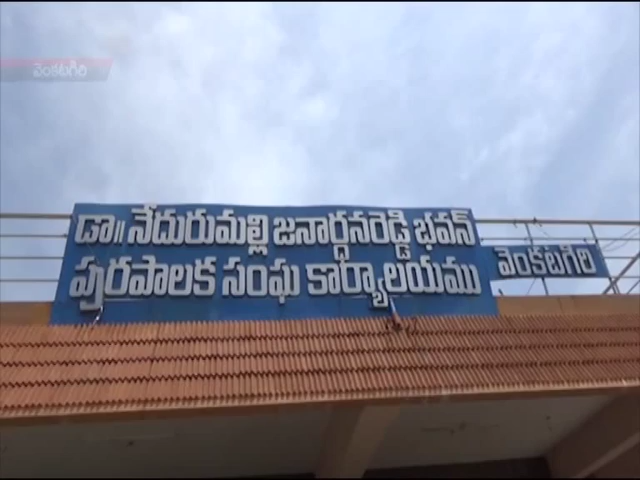 వెంకటగిరి
డా॥ నేదురుమల్లి జనార్ధనరెడ్డి భవన్
పురపాలక సంఘ కార్యాలయము
వెంకటగిరి